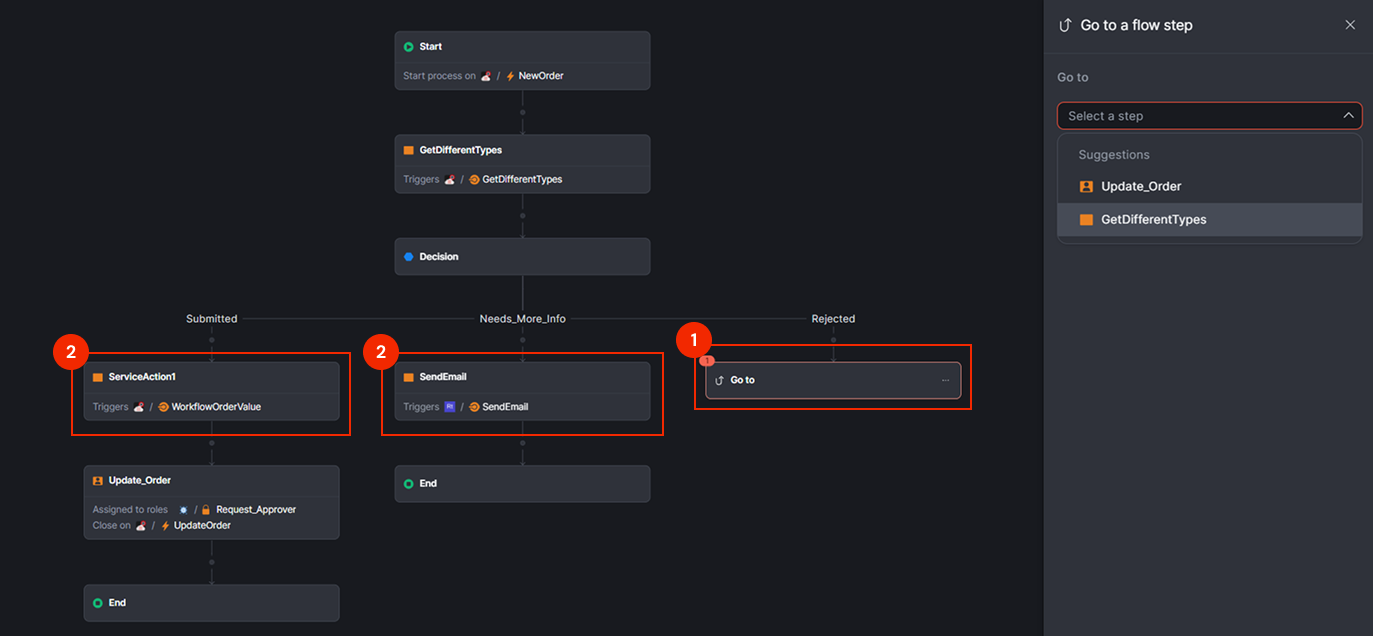 Start
Start process on / NewOrder
GetDifferentTypes
Triggers / GetDifferentTypes
Decision
Submitted
Needs_More_Info
Rejected
2
ServiceAction1
Triggers / WorkflowOrderValue
2
SendEmail
Triggers / SendEmail
1
1
Go to
...
Update_Order
Assigned to roles / Request_Approver
Close on / UpdateOrder
End
End
Go to a flow step
Go to
Select a step
Suggestions
Update_Order
GetDifferentTypes